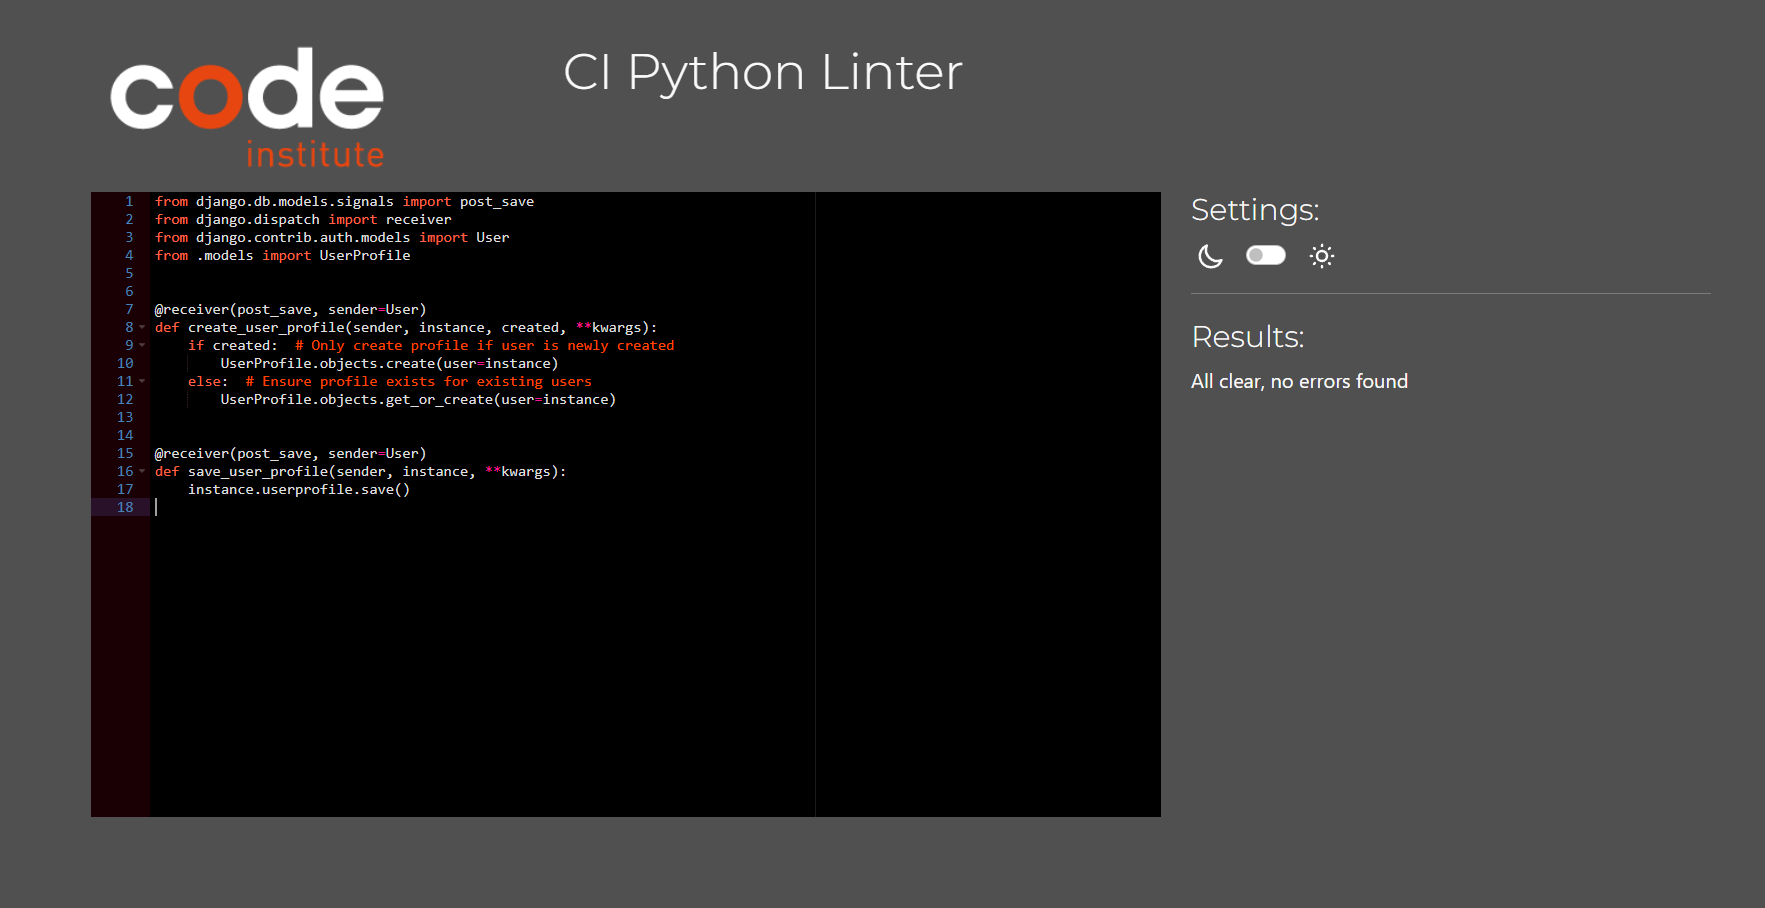 code
institute
CI Python Linter
1 from django.db.models.signals import post_save
2 from django.dispatch import receiver
3 from django.contrib.auth.models import User
4 from .models import UserProfile
5
6
7 @receiver(post_save, sender=User)
8 def create_user_profile(sender, instance, created, **kwargs):
9     if created:  # Only create profile if user is newly created
10         UserProfile.objects.create(user=instance)
11     else:  # Ensure profile exists for existing users
12         UserProfile.objects.get_or_create(user=instance)
13
14
15 @receiver(post_save, sender=User)
16 def save_user_profile(sender, instance, **kwargs):
17     instance.userprofile.save()
18
Settings:
Results:
All clear, no errors found